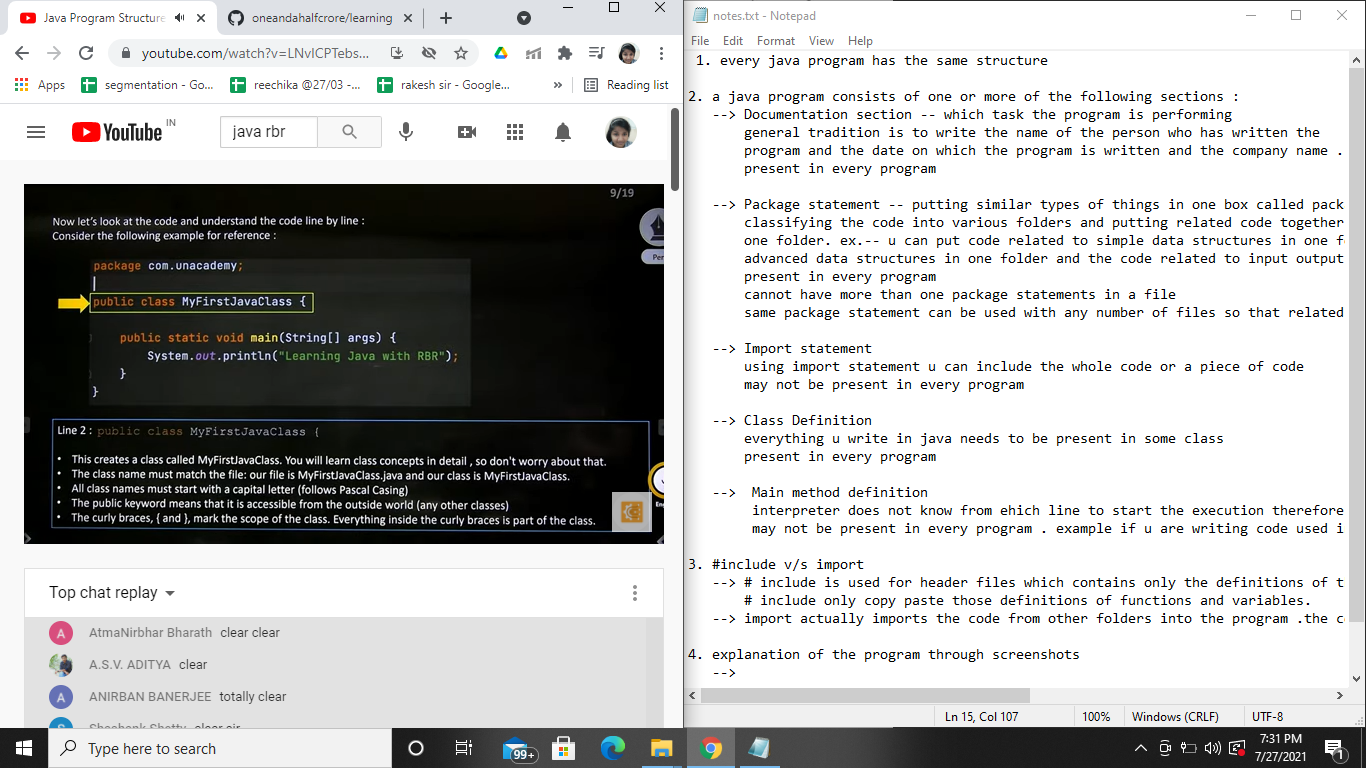 Java Program Structure
oneandahalfcrore/learning
youtube.com/watch?v=LNvlCPTebs...
Apps
segmentation - Go...
reechika @27/03 -...
rakesh sir - Google...
»
Reading list
YouTube IN
java rbr
9/19
Now let's look at the code and understand the code line by line :
Consider the following example for reference :
package com.unacademy;
public class MyFirstJavaClass {
public static void main(String[] args) {
System.out.println("Learning Java with RBR");
}
}
Line 2 : public class MyFirstJavaClass {
• This creates a class called MyFirstJavaClass. You will learn class concepts in detail , so don't worry about that.
• The class name must match the file: our file is MyFirstJavaClass.java and our class is MyFirstJavaClass.
• All class names must start with a capital letter (follows Pascal Casing)
• The public keyword means that it is accessible from the outside world (any other classes)
• The curly braces, { and }, mark the scope of the class. Everything inside the curly braces is part of the class.
Top chat replay
A AtmaNirbhar Bharath clear clear
A.S.V. ADITYA clear
A ANIRBAN BANERJEE totally clear
notes.txt - Notepad
File Edit Format View Help
1. every java program has the same structure
2. a java program consists of one or more of the following sections :
--> Documentation section -- which task the program is performing
general tradition is to write the name of the person who has written the
program and the date on which the program is written and the company name .
present in every program
--> Package statement -- putting similar types of things in one box called pack
classifying the code into various folders and putting related code together
one folder. ex.-- u can put code related to simple data structures in one f
advanced data structures in one folder and the code related to input output
present in every program
cannot have more than one package statements in a file
same package statement can be used with any number of files so that related
--> Import statement
using import statement u can include the whole code or a piece of code
may not be present in every program
--> Class Definition
everything u write in java needs to be present in some class
present in every program
--> Main method definition
interpreter does not know from ehich line to start the execution therefore
may not be present in every program . example if u are writing code used i
3. #include v/s import
--> # include is used for header files which contains only the definitions of t
# include only copy paste those definitions of functions and variables.
--> import actually imports the code from other folders into the program .the c
4. explanation of the program through screenshots
-->
Ln 15, Col 107
100%
Windows (CRLF)
UTF-8
Type here to search
99+
7:31 PM
7/27/2021
1